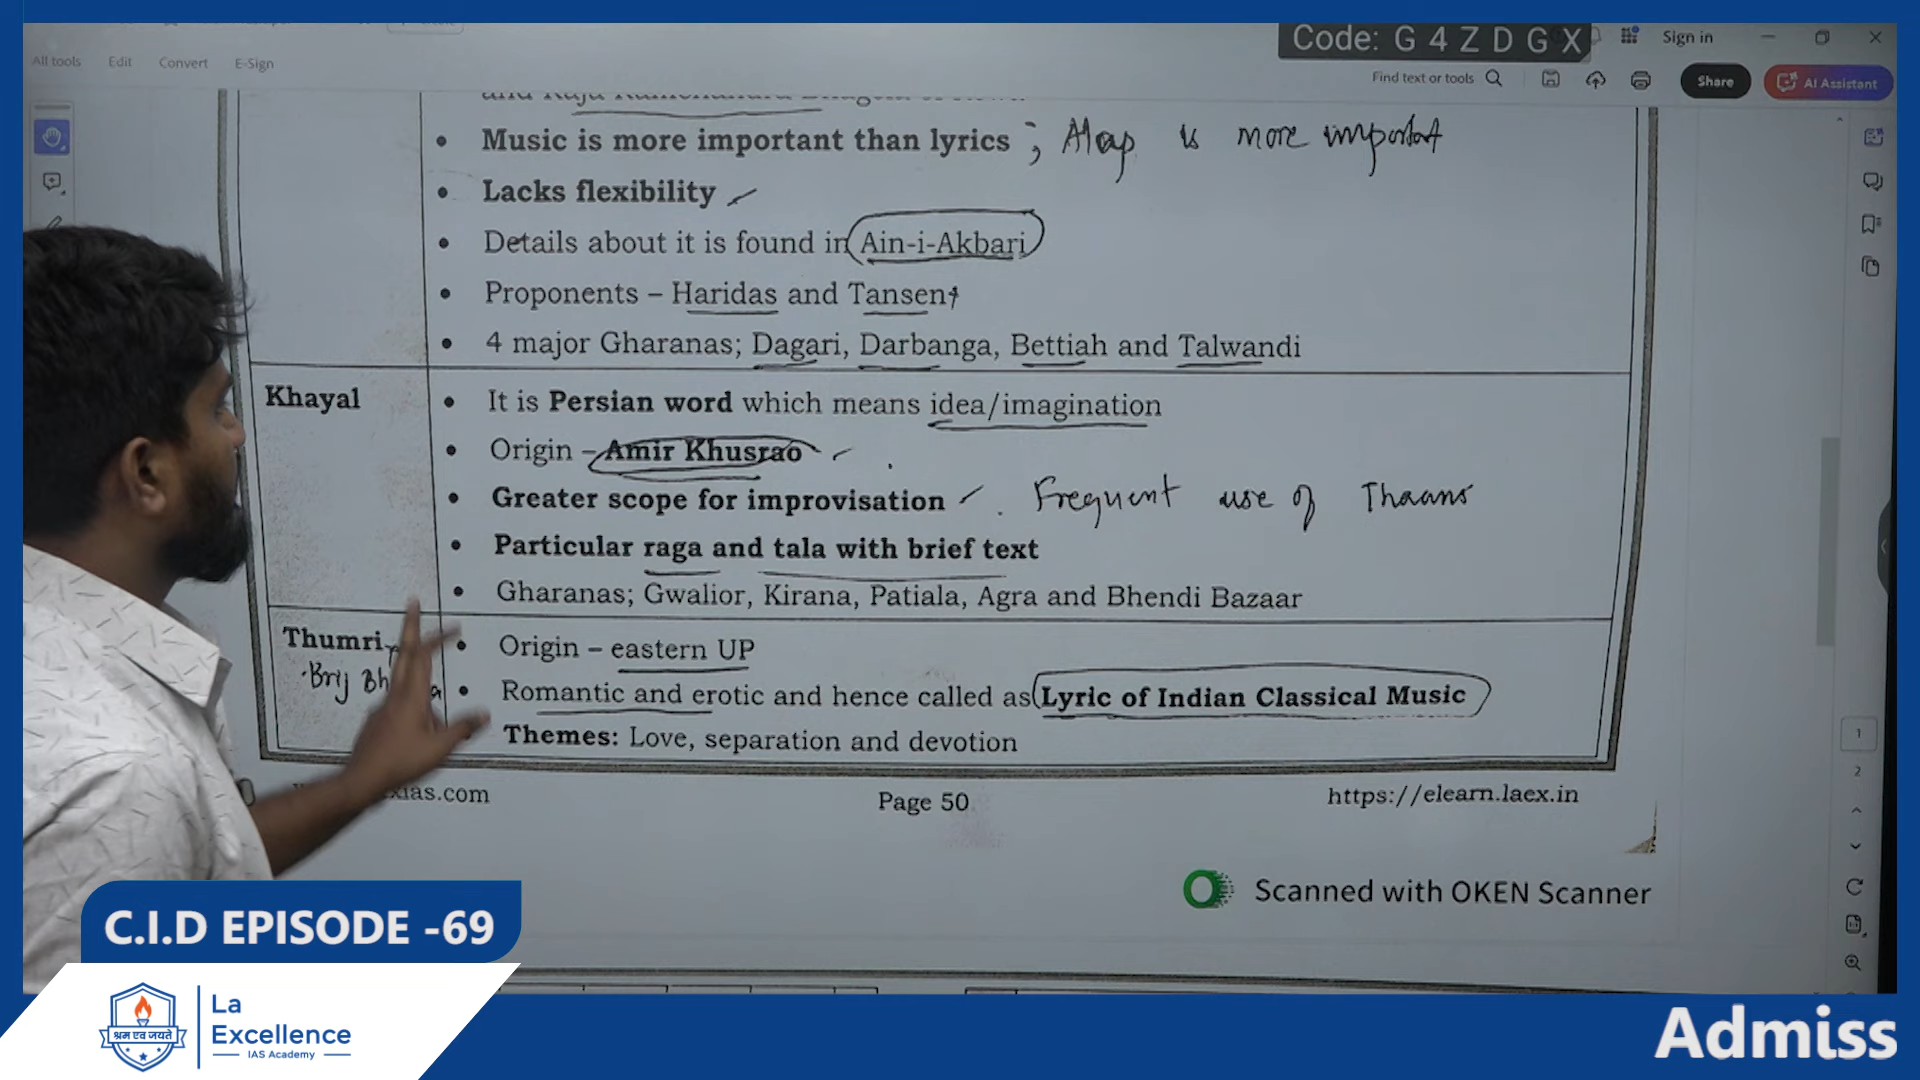 Code: G 4 Z D G X
Sign in
All tools Edit Convert E-Sign
Find text or tools
Share
AI Assistant
• Music is more important than lyrics ; Alap is more important
• Lacks flexibility
• Details about it is found in Ain-i-Akbari
• Proponents – Haridas and Tansen
• 4 major Gharanas; Dagari, Darbanga, Bettiah and Talwandi
Khayal
• It is Persian word which means idea/imagination
• Origin – Amir Khusrao
• Greater scope for improvisation . Frequent use of Thaans
• Particular raga and tala with brief text
• Gharanas; Gwalior, Kirana, Patiala, Agra and Bhendi Bazaar
Thumri
Brij
• Origin – eastern UP
• Romantic and erotic and hence called as Lyric of Indian Classical Music
Themes: Love, separation and devotion
Page 50
https://elearn.laex.in
1
2
Scanned with OKEN Scanner
C.I.D EPISODE -69
श्रम एव जयते
La
Excellence
IAS Academy
Admiss